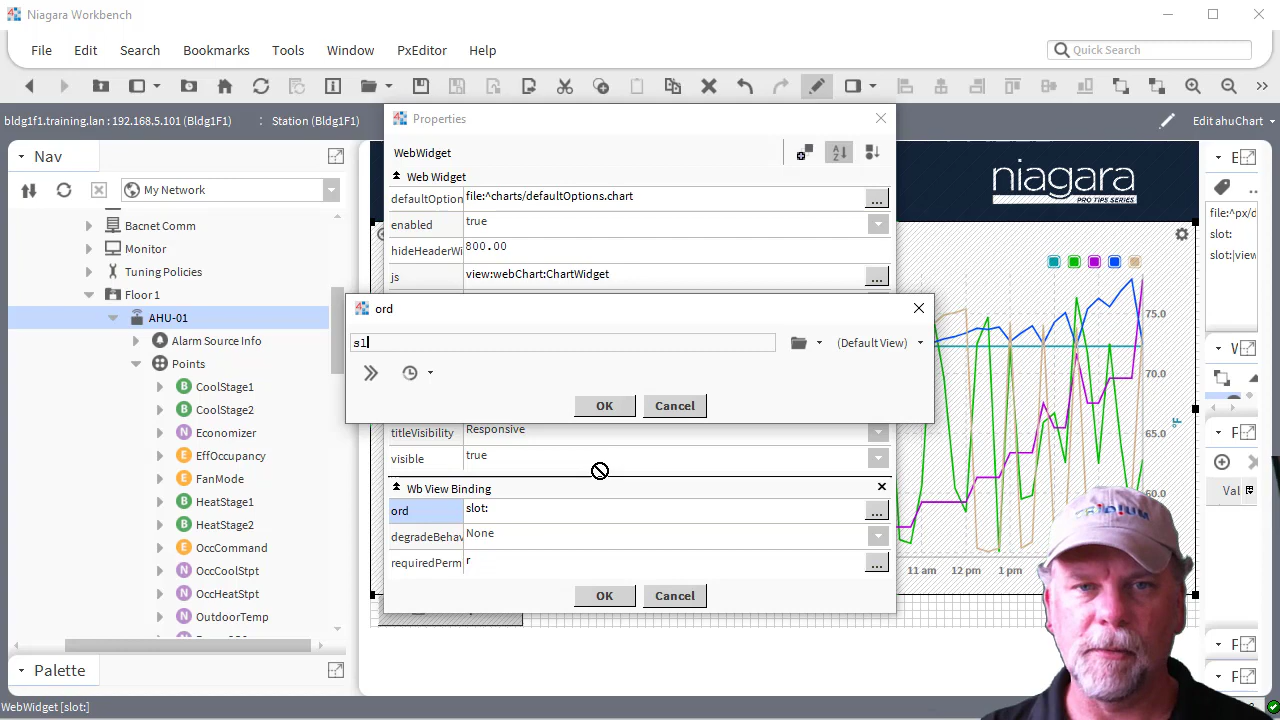 Niagara Workbench
File Edit Search Bookmarks Tools Window PxEditor Help
Quick Search
bldg1f1.training.lan : 192.168.5.101 (Bldg1F1) : Station (Bldg1F1)
Edit ahuChart
Nav
My Network
Bacnet Comm
Monitor
Tuning Policies
Floor 1
AHU-01
Alarm Source Info
Points
B CoolStage1
B CoolStage2
N Economizer
E EffOccupancy
E FanMode
B HeatStage1
B HeatStage2
E OccCommand
N OccCoolStpt
N OccHeatStpt
N OutdoorTemp
Palette
WebWidget [slot:]
Properties
WebWidget
Web Widget
defaultOption file:^charts/defaultOptions.chart ...
enabled true
hideHeaderWi 800.00
js view:webChart:ChartWidget ...
ord
sl
(Default View)
OK Cancel
titleVisibility Responsive
visible true
Wb View Binding
ord slot: ...
degradeBehav None
requiredPerm r ...
OK Cancel
niagara
PRO TIPS SERIES
75.0
70.0
65.0
60.0
°F
11 am 12 pm 1 pm
E
file:^px/d
slot:
slot:|view
V
F
Val
F
F